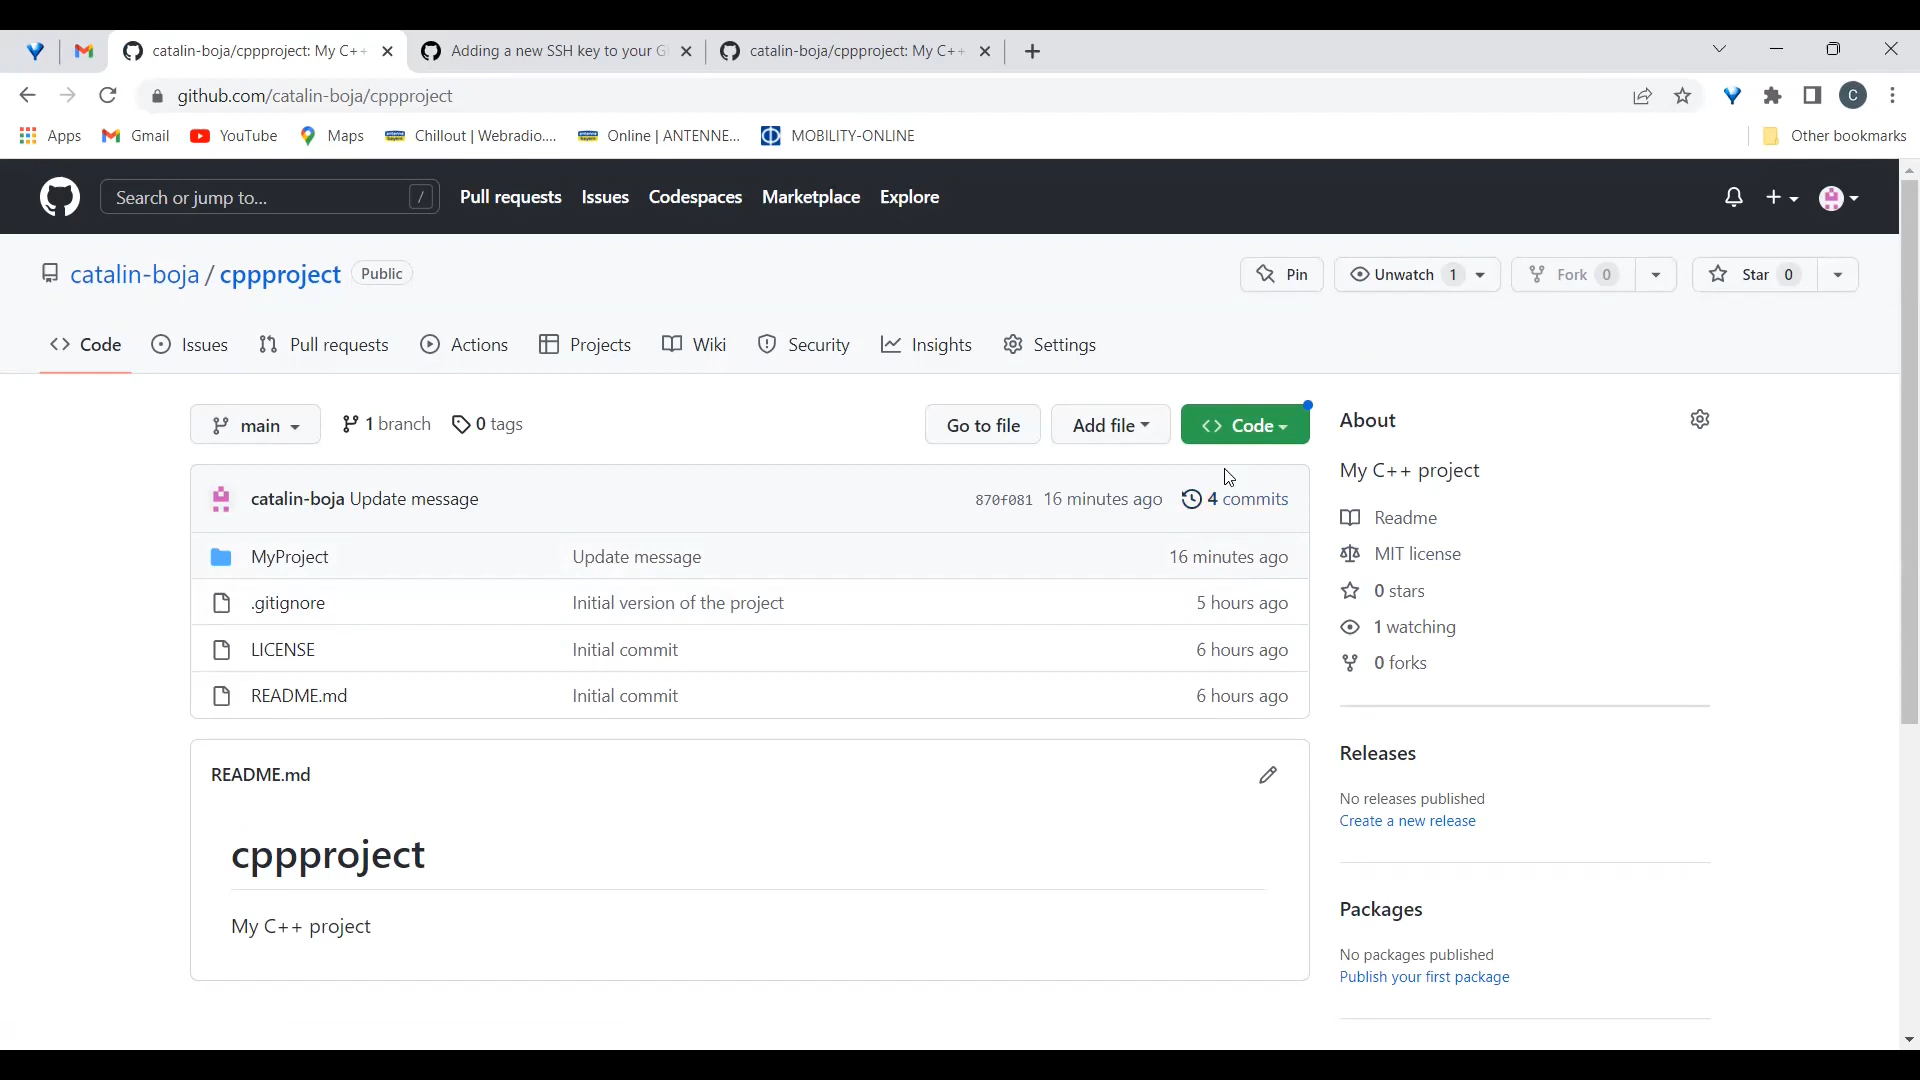 catalin-boja/cppproject: My C++
Adding a new SSH key to your G
catalin-boja/cppproject: My C++
github.com/catalin-boja/cppproject
C
Apps
Gmail
YouTube
Maps
Chillout | Webradio....
Online | ANTENNE...
MOBILITY-ONLINE
Other bookmarks
Search or jump to...
/
Pull requests
Issues
Codespaces
Marketplace
Explore
catalin-boja / cppproject
Public
Pin
Unwatch 1
Fork 0
Star 0
Code
Issues
Pull requests
Actions
Projects
Wiki
Security
Insights
Settings
main
1 branch
0 tags
Go to file
Add file
Code
catalin-boja Update message
870f081 16 minutes ago
4 commits
MyProject
Update message
16 minutes ago
.gitignore
Initial version of the project
5 hours ago
LICENSE
Initial commit
6 hours ago
README.md
Initial commit
6 hours ago
README.md
cppproject
My C++ project
About
My C++ project
Readme
MIT license
0 stars
1 watching
0 forks
Releases
No releases published
Create a new release
Packages
No packages published
Publish your first package